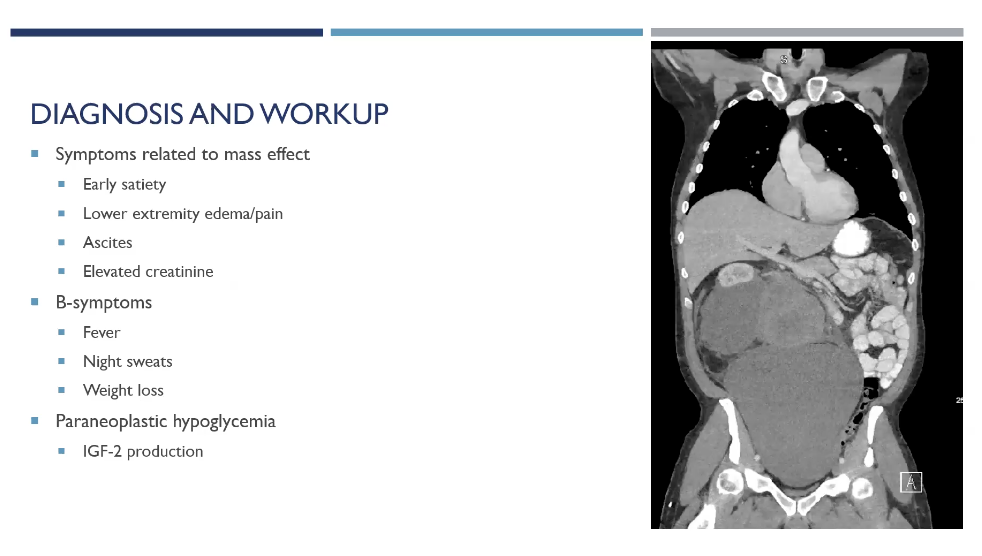 DIAGNOSIS AND WORKUP
Symptoms related to mass effect
Early satiety
Lower extremity edema/pain
Ascites
Elevated creatinine
B-symptoms
Fever
Night sweats
Weight loss
Paraneoplastic hypoglycemia
IGF-2 production
S
A